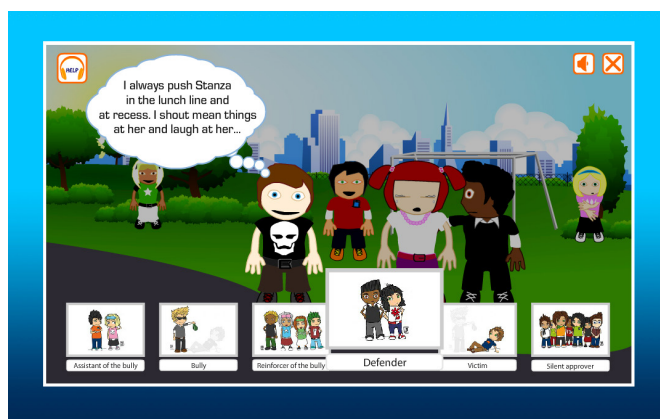 HELP
I always push Stanza
in the lunch line and
at recess. I shout mean things
at her and laugh at her...
Assistant of the bully
Bully
Reinforcer of the bully
Defender
Victim
Silent approver